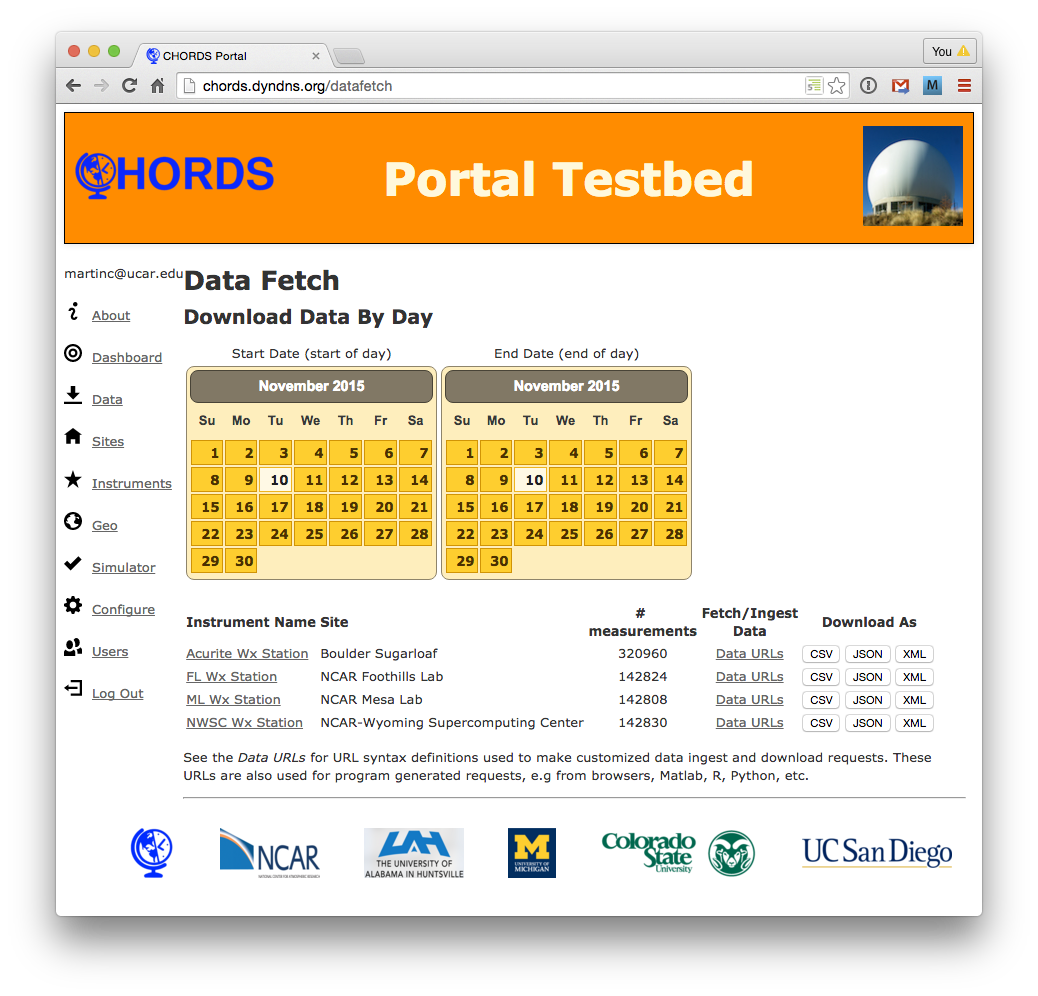 CHORDS Portal
You
chords.dyndns.org/datafetch
M
CHORDS
Portal Testbed
martinc@ucar.edu
About
Dashboard
Data
Sites
Instruments
Geo
Simulator
Configure
Users
Log Out
Data Fetch
Download Data By Day
Start Date (start of day) End Date (end of day)
November 2015 November 2015
Su Mo Tu We Th Fr Sa Su Mo Tu We Th Fr Sa
1 2 3 4 5 6 7 1 2 3 4 5 6 7
8 9 10 11 12 13 14 8 9 10 11 12 13 14
15 16 17 18 19 20 21 15 16 17 18 19 20 21
22 23 24 25 26 27 28 22 23 24 25 26 27 28
29 30 29 30
Instrument Name Site # measurements Fetch/Ingest Data Download As
Acurite Wx Station Boulder Sugarloaf 320960 Data URLs CSV JSON XML
FL Wx Station NCAR Foothills Lab 142824 Data URLs CSV JSON XML
ML Wx Station NCAR Mesa Lab 142808 Data URLs CSV JSON XML
NWSC Wx Station NCAR-Wyoming Supercomputing Center 142830 Data URLs CSV JSON XML
See the Data URLs for URL syntax definitions used to make customized data ingest and download requests. These
URLs are also used for program generated requests, e.g from browsers, Matlab, R, Python, etc.
NCAR
NATIONAL CENTER FOR ATMOSPHERIC RESEARCH
UAH
THE UNIVERSITY OF
ALABAMA IN HUNTSVILLE
M
UNIVERSITY OF
MICHIGAN
Colorado
State
University
UC San Diego